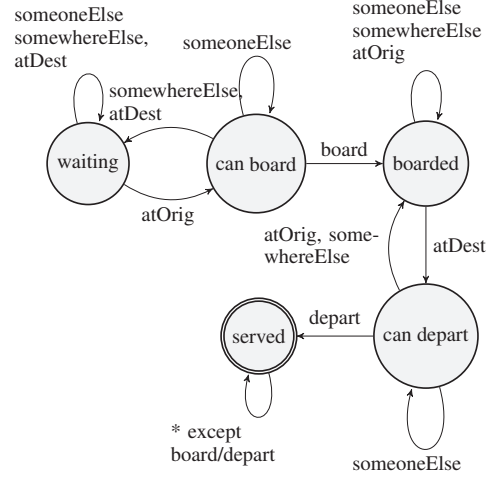 someoneElse
somewhereElse,
atDest
someoneElse
someoneElse
somewhereElse
atOrig
somewhereElse,
atDest
waiting
can board
board
boarded
atOrig
atOrig, some-
whereElse
atDest
served
depart
can depart
* except
board/depart
someoneElse